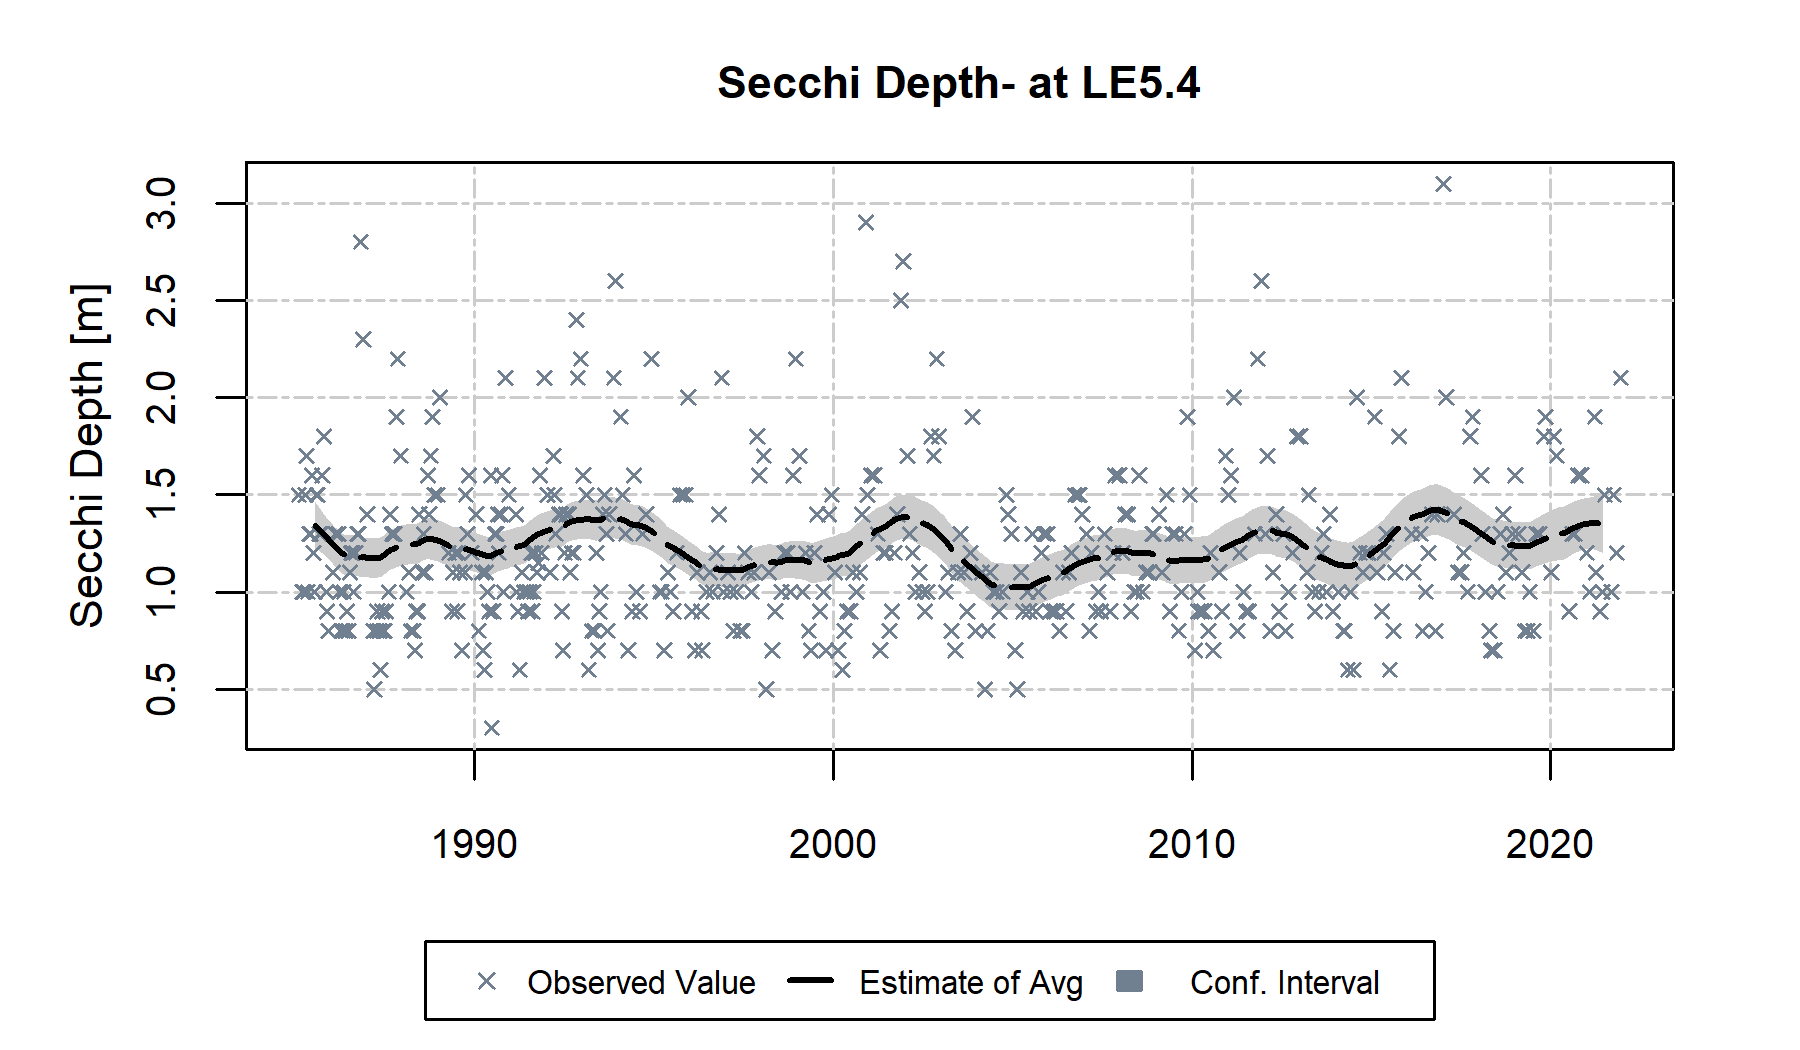 Secchi Depth- at LE5.4
Secchi Depth [m]
3.0
2.5
2.0
1.5
1.0
0.5
1990 2000 2010 2020
Observed Value Estimate of Avg Conf. Interval